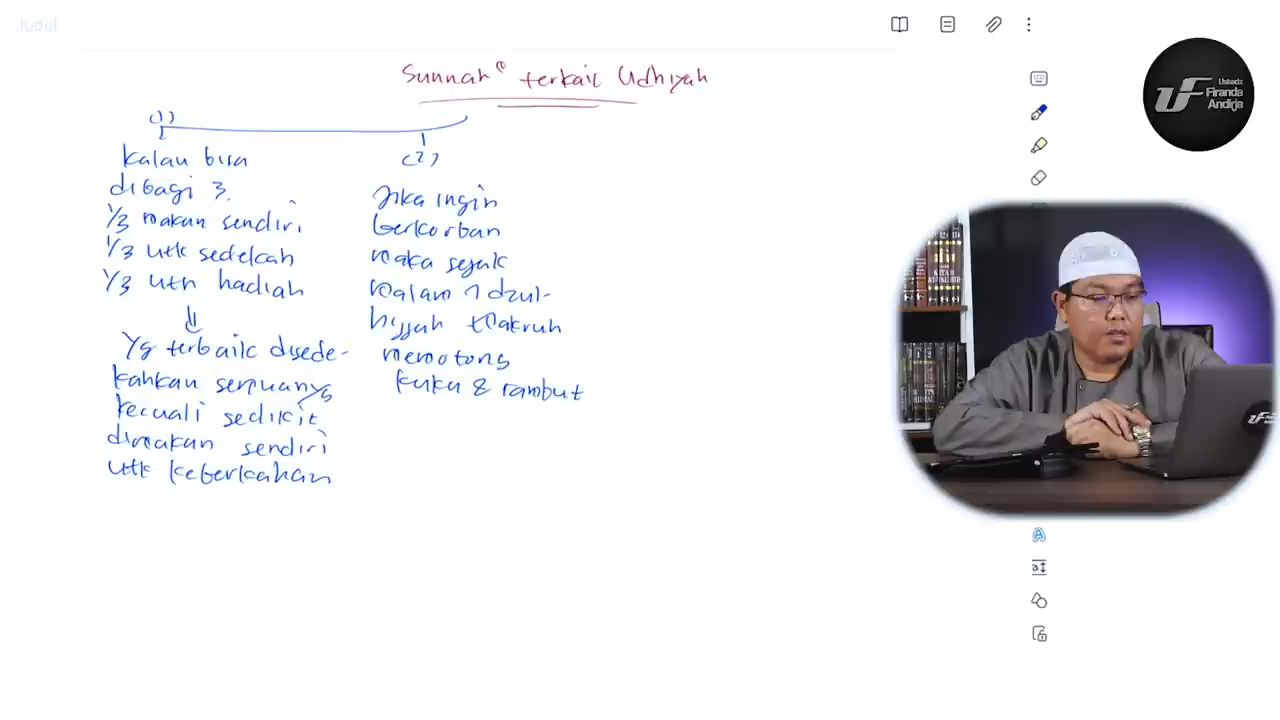 Judul
Sunnah² terkait Udhiyah
(1)
kalau bisa
dibagi 3.
1/3 makan sendiri
1/3 utk sedekah
1/3 utk hadiah
⇓
Yg terbaik disede-
kahkan semuanya
kecuali sedikit
dimakan sendiri
utk keberkahan
(2)
Jika ingin
berkorban
maka sejak
malam 1 dzul-
hijjah makruh
memotong
kuku & rambut
UF
Ustadz
Firanda
Andirja